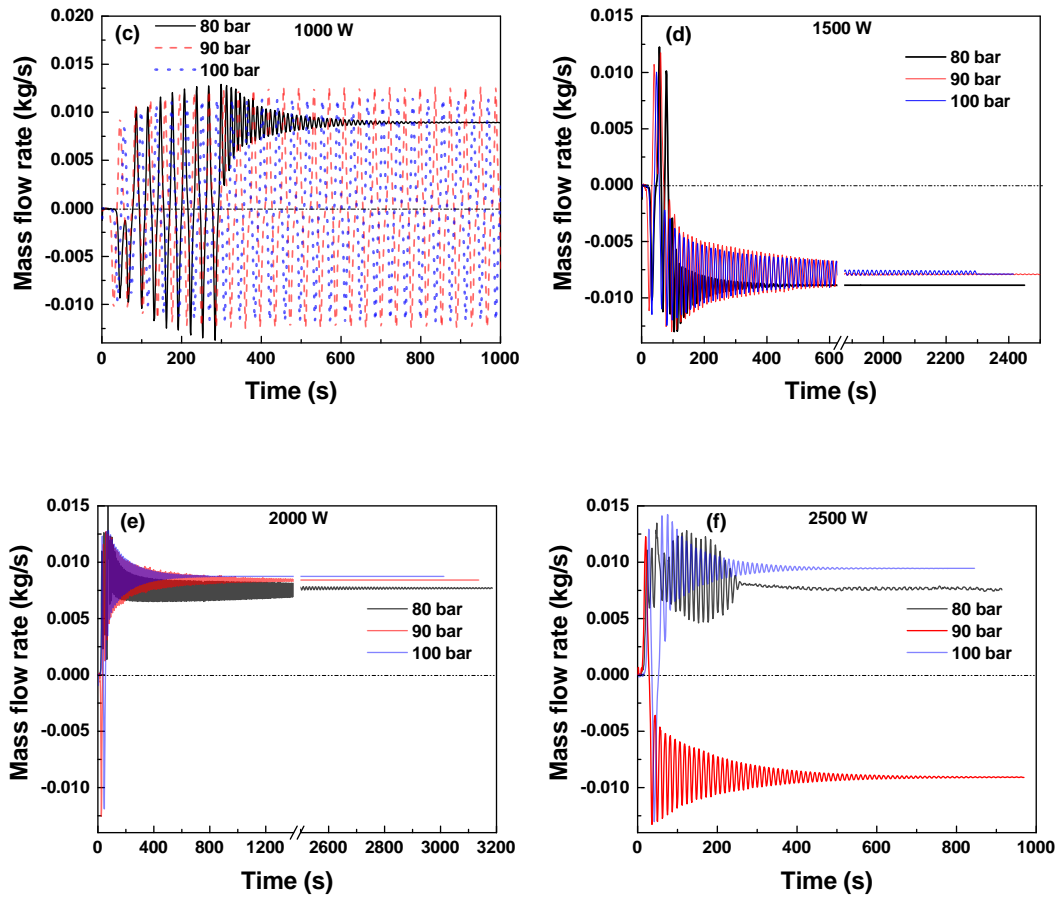 (c)
1000 W
80 bar
90 bar
100 bar
Mass flow rate (kg/s)
0.020
0.015
0.010
0.005
0.000
-0.005
-0.010
0 200 400 600 800 1000
Time (s)
(d)
1500 W
80 bar
90 bar
100 bar
Mass flow rate (kg/s)
0.015
0.010
0.005
0.000
-0.005
-0.010
0 200 400 600 2000 2200 2400
Time (s)
(e)
2000 W
80 bar
90 bar
100 bar
Mass flow rate (kg/s)
0.015
0.010
0.005
0.000
-0.005
-0.010
0 400 800 1200 2600 2800 3000 3200
Time (s)
(f)
2500 W
80 bar
90 bar
100 bar
Mass flow rate (kg/s)
0.015
0.010
0.005
0.000
-0.005
-0.010
0 200 400 600 800 1000
Time (s)